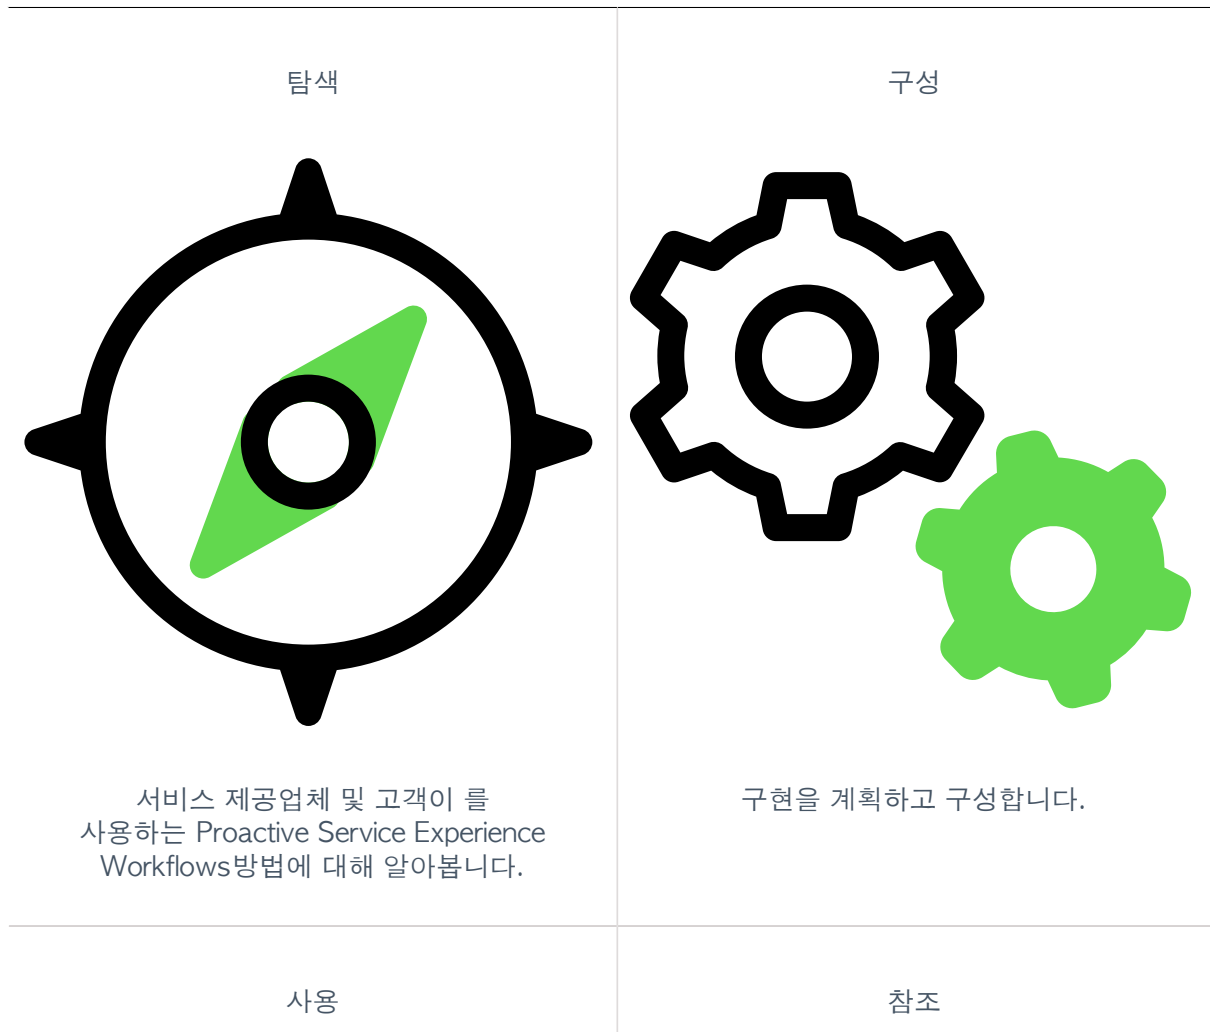 탐색
구성
서비스 제공업체 및 고객이 를
사용하는 Proactive Service Experience
Workflows방법에 대해 알아봅니다.
구현을 계획하고 구성합니다.
사용
참조